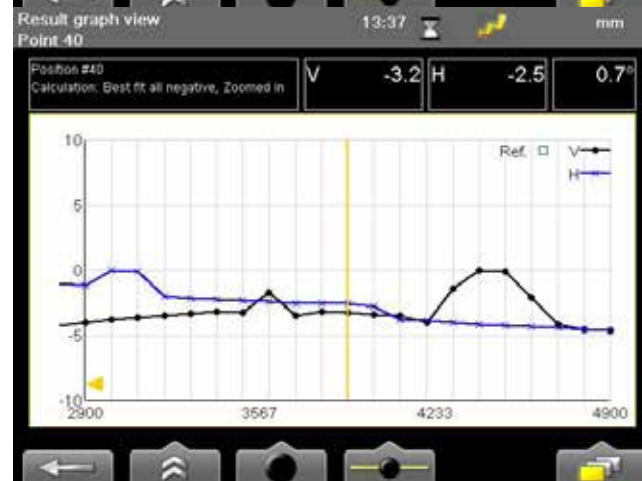 Result graph view
13:37
mm
Point 40
Position #40
Calculation: Best fit all negative, Zoomed in
V -3.2
H -2.5
0.7°
Ref. V
H
10
5
0
-5
-10
2900 3567 4233 4900